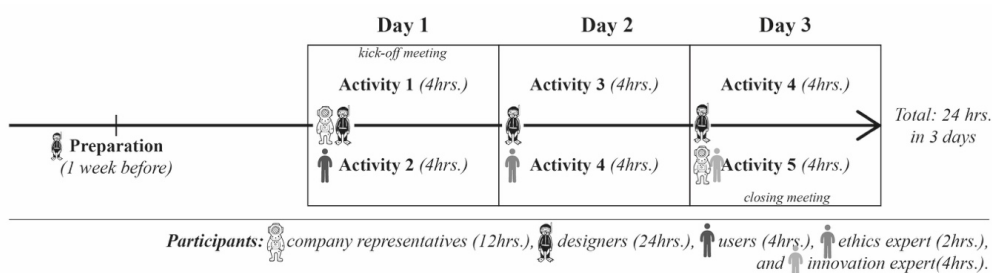 Day 1 Day 2 Day 3
kick-off meeting
Activity 1 (4hrs.) Activity 3 (4hrs.) Activity 4 (4hrs.)
Total: 24 hrs.
in 3 days
Preparation
(1 week before)
Activity 2 (4hrs.) Activity 4 (4hrs.) Activity 5 (4hrs.)
closing meeting
Participants: company representatives (12hrs.), designers (24hrs.), users (4hrs.), ethics expert (2hrs.),
and innovation expert(4hrs.).